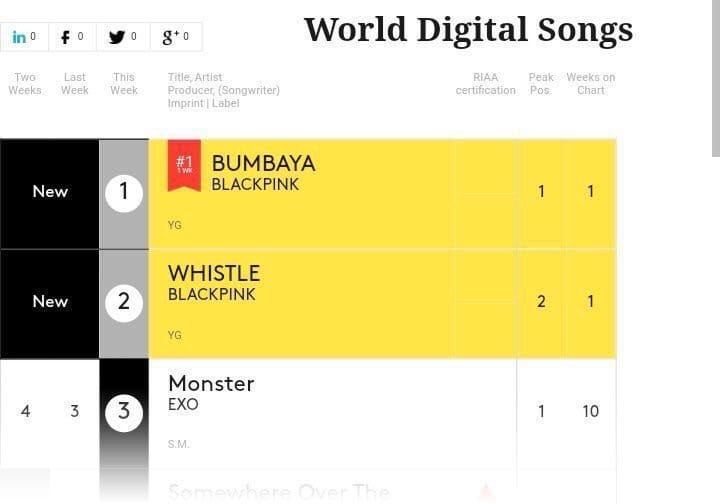 World Digital Songs
in 0 f 0 0 g+ 0
Two Weeks
Last Week
This Week
Title, Artist
Producer, (Songwriter)
Imprint | Label
RIAA certification
Peak Pos.
Weeks on Chart
New
1
#1
1 WK
BUMBAYA
BLACKPINK
YG
1
1
New
2
WHISTLE
BLACKPINK
YG
2
1
4
3
3
Monster
EXO
S.M.
1
10
Somewhere Over The